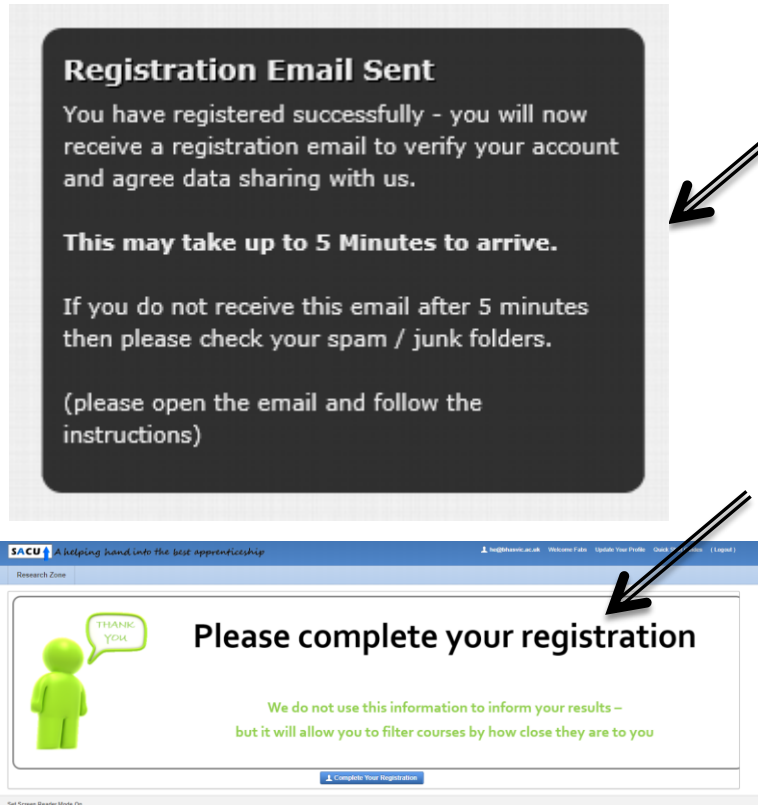 Registration Email Sent
You have registered successfully - you will now
receive a registration email to verify your account
and agree data sharing with us.
This may take up to 5 Minutes to arrive.
If you do not receive this email after 5 minutes
then please check your spam / junk folders.
(please open the email and follow the
instructions)
SACU A helping hand into the best apprenticeship
Welcome Fabs Update Your Profile Quick ( Logout )
Research Zone
THANK
YOU
Please complete your registration
We do not use this information to inform your results –
but it will allow you to filter courses by how close they are to you
Complete Your Registration
Set Screen Reader Mode On